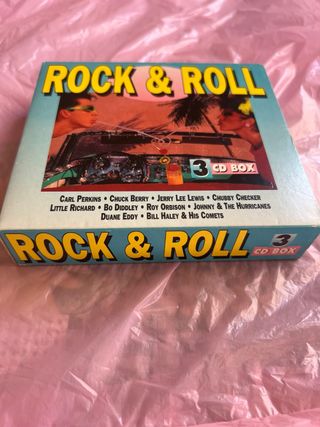 ROCK & ROLL
3 CD BOX
CARL PERKINS • CHUCK BERRY • JERRY LEE LEWIS • CHUBBY CHECKER
LITTLE RICHARD • BO DIDDLEY • ROY ORBISON • JOHNNY & THE HURRICANES
DUANE EDDY • BILL HALEY & HIS COMETS
ROCK & ROLL
3
CD BOX